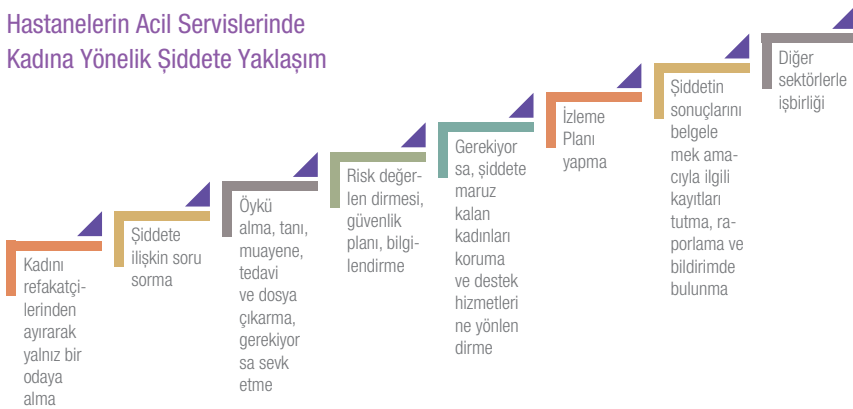 Hastanelerin Acil Servislerinde
Kadına Yönelik Şiddete Yaklaşım
Kadını
refakatçi-
lerinden
ayırarak
yalnız bir
odaya
alma
Şiddete
ilişkin soru
sorma
Öykü
alma, tanı,
muayene,
tedavi
ve dosya
çıkarma,
gerekiyor
sa sevk
etme
Risk değer-
len dirmesi,
güvenlik
planı, bilgi-
lendirme
Gerekiyor
sa, şiddete
maruz
kalan
kadınları
koruma
ve destek
hizmetleri
ne yönlen
dirme
İzleme
Planı
yapma
Şiddetin
sonuçlarını
belgele
mek ama-
cıyla ilgili
kayıtları
tutma, ra-
porlama ve
bildirimde
bulunma
Diğer
sektörlerle
işbirliği